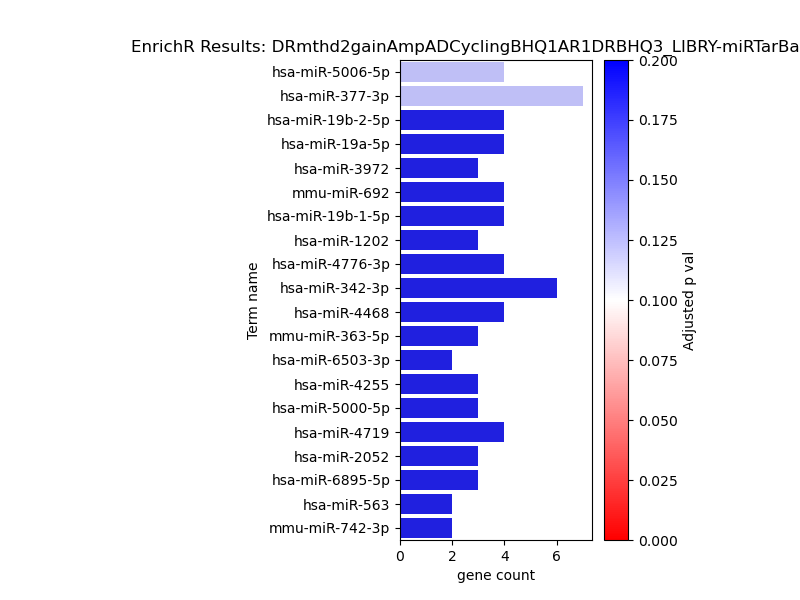 EnrichR Results: DRmthd2gainAmpADCyclingBHQ1AR1DRBHQ3_LIBRY-miRTarBa
hsa-miR-5006-5p
hsa-miR-377-3p
hsa-miR-19b-2-5p
hsa-miR-19a-5p
hsa-miR-3972
mmu-miR-692
hsa-miR-19b-1-5p
hsa-miR-1202
hsa-miR-4776-3p
hsa-miR-342-3p
hsa-miR-4468
mmu-miR-363-5p
hsa-miR-6503-3p
hsa-miR-4255
hsa-miR-5000-5p
hsa-miR-4719
hsa-miR-2052
hsa-miR-6895-5p
hsa-miR-563
mmu-miR-742-3p
Term name
0 2 4 6
gene count
0.200
0.175
0.150
0.125
0.100
0.075
0.050
0.025
0.000
Adjusted p val